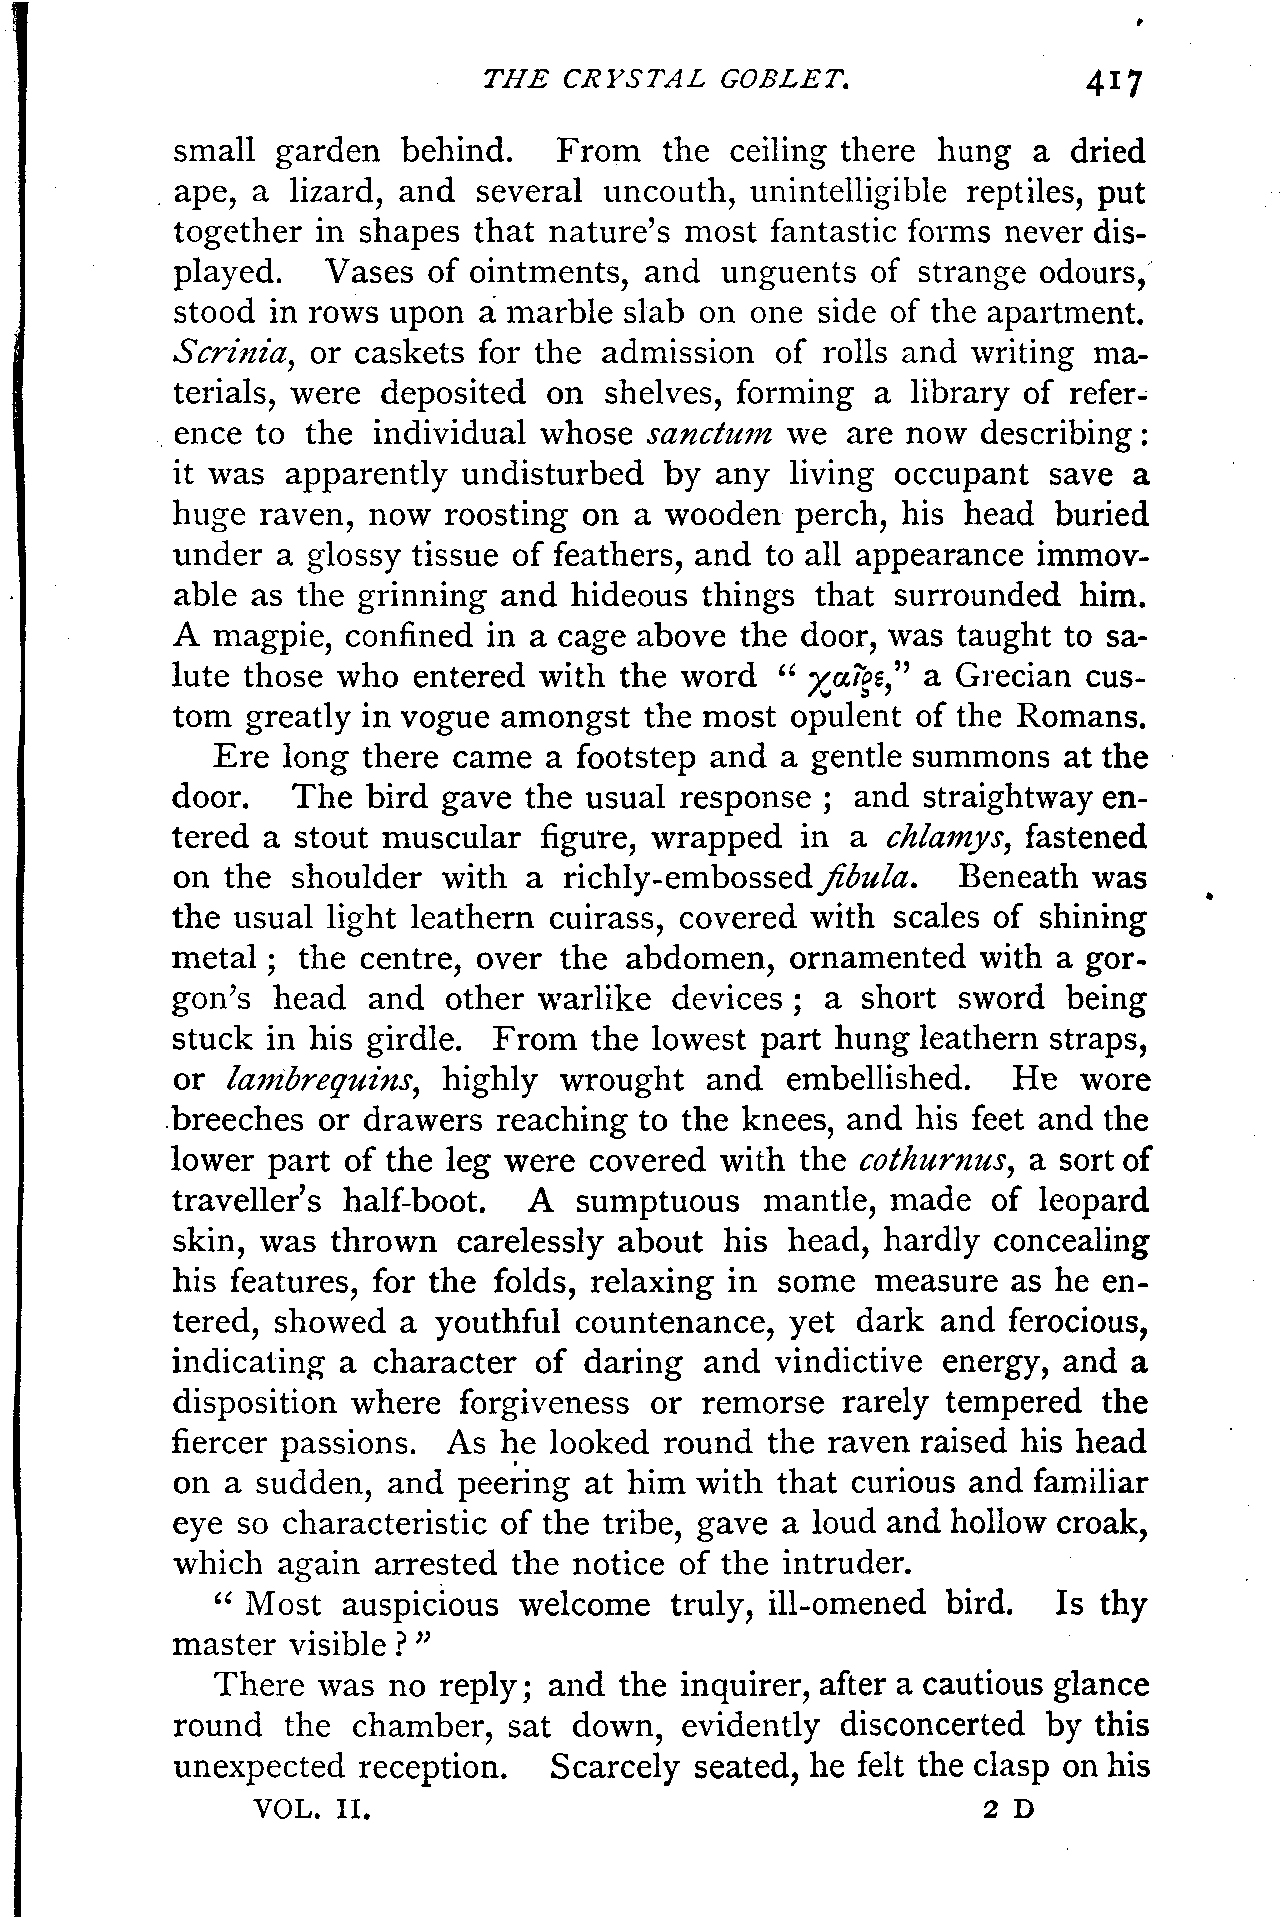 THE CRYSTAL GOBLET. 417
small garden behind. From the ceiling there hung a dried
ape, a lizard, and several uncouth, unintelligible reptiles, put
together in shapes that nature's most fantastic forms never dis-
played. Vases of ointments, and unguents of strange odours,
stood in rows upon a marble slab on one side of the apartment.
Scrinia, or caskets for the admission of rolls and writing ma-
terials, were deposited on shelves, forming a library of refer-
ence to the individual whose sanctum we are now describing:
it was apparently undisturbed by any living occupant save a
huge raven, now roosting on a wooden perch, his head buried
under a glossy tissue of feathers, and to all appearance immov-
able as the grinning and hideous things that surrounded him.
A magpie, confined in a cage above the door, was taught to sa-
lute those who entered with the word “ χαῖρε,” a Grecian cus-
tom greatly in vogue amongst the most opulent of the Romans.
Ere long there came a footstep and a gentle summons at the
door. The bird gave the usual response ; and straightway en-
tered a stout muscular figure, wrapped in a chlamys, fastened
on the shoulder with a richly-embossed fibula. Beneath was
the usual light leathern cuirass, covered with scales of shining
metal ; the centre, over the abdomen, ornamented with a gor-
gon's head and other warlike devices ; a short sword being
stuck in his girdle. From the lowest part hung leathern straps,
or lambrequins, highly wrought and embellished. He wore
breeches or drawers reaching to the knees, and his feet and the
lower part of the leg were covered with the cothurnus, a sort of
traveller's half-boot. A sumptuous mantle, made of leopard
skin, was thrown carelessly about his head, hardly concealing
his features, for the folds, relaxing in some measure as he en-
tered, showed a youthful countenance, yet dark and ferocious,
indicating a character of daring and vindictive energy, and a
disposition where forgiveness or remorse rarely tempered the
fiercer passions. As he looked round the raven raised his head
on a sudden, and peering at him with that curious and familiar
eye so characteristic of the tribe, gave a loud and hollow croak,
which again arrested the notice of the intruder.
“ Most auspicious welcome truly, ill-omened bird. Is thy
master visible ? ”
There was no reply; and the inquirer, after a cautious glance
round the chamber, sat down, evidently disconcerted by this
unexpected reception. Scarcely seated, he felt the clasp on his
VOL. II. 2 D